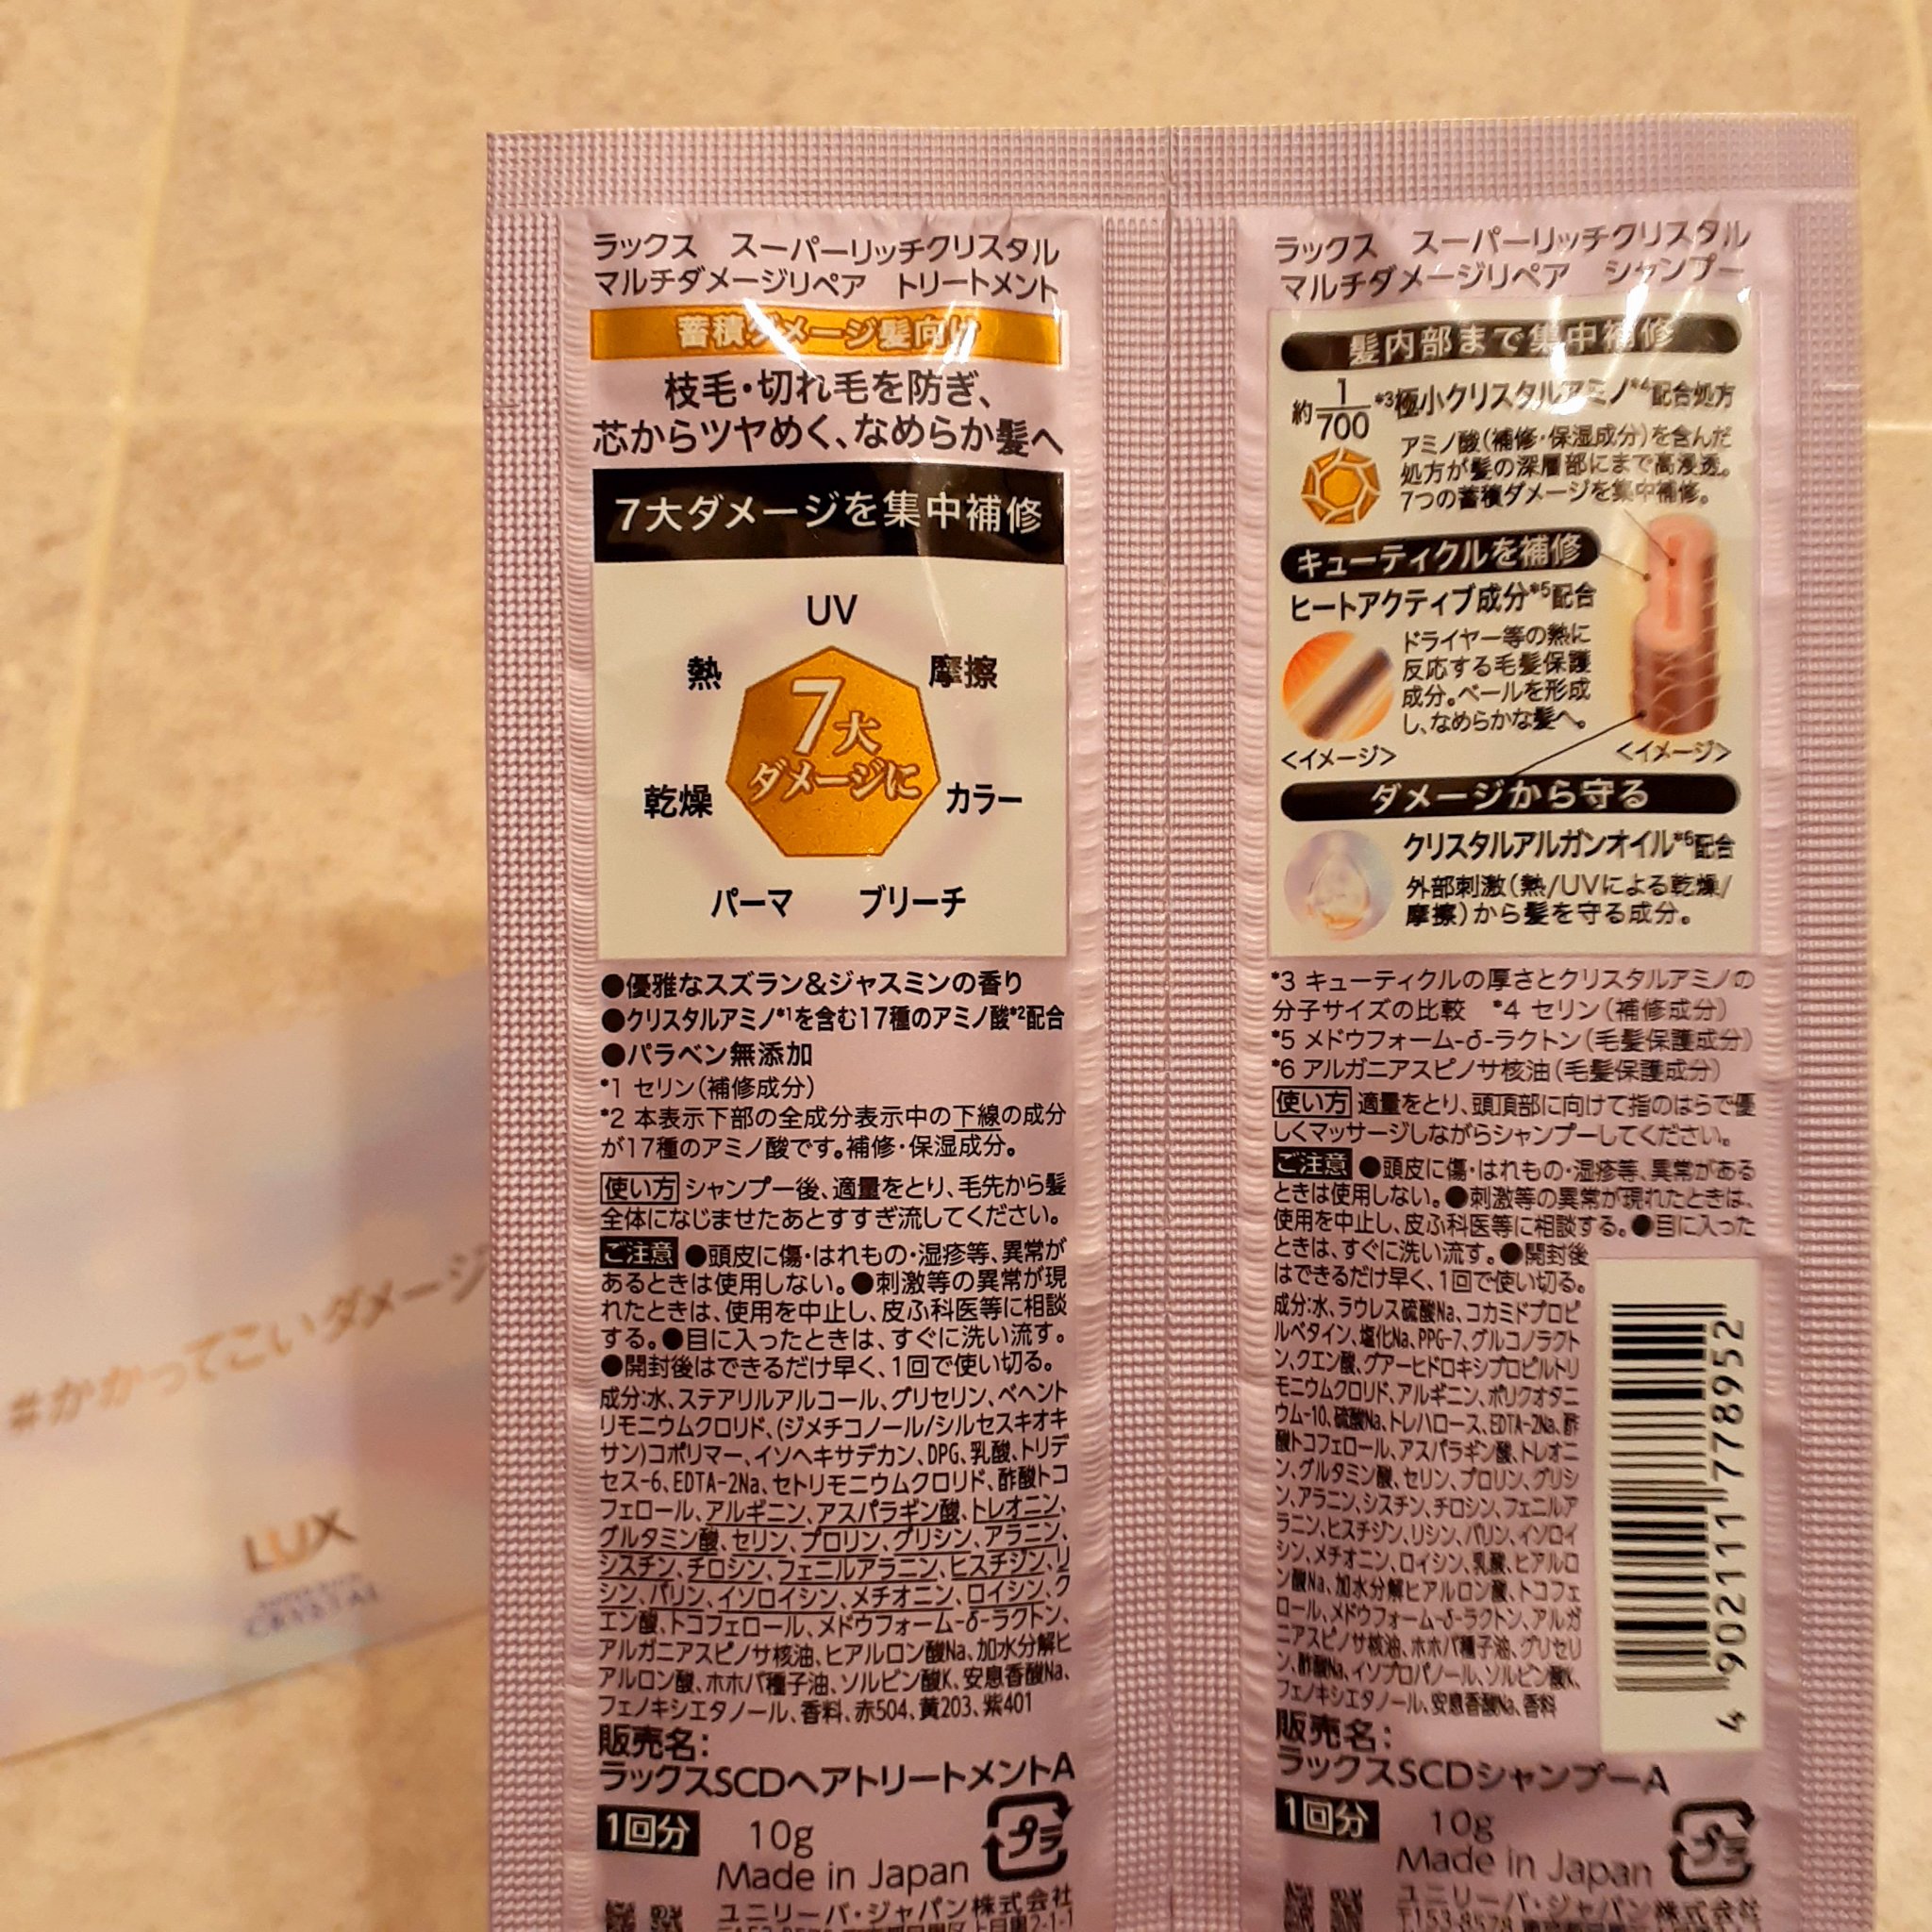 ラックス　スーパーリッチクリスタル
マルチダメージリペア　トリートメント
蓄積ダメージ髪向け
枝毛・切れ毛を防ぎ、
芯からツヤめく、なめらか髪へ
7大ダメージを集中補修
UV
熱
摩擦
7大
ダメージに
乾燥
カラー
パーマ
ブリーチ
●優雅なスズラン&ジャスミンの香り
●クリスタルアミノ*1を含む17種のアミノ酸*2配合
●パラベン無添加
*1 セリン(補修成分)
*2 本表示下部の全成分表示中の下線の成分
が17種のアミノ酸です。補修・保湿成分。
使い方 シャンプー後、適量をとり、毛先から髪
全体になじませたあとすすぎ流してください。
ご注意 ●頭皮に傷・はれもの・湿疹等、異常が
あるときは使用しない。●刺激等の異常が現
れたときは、使用を中止し、皮ふ科医等に相談
する。●目に入ったときは、すぐに洗い流す。
●開封後はできるだけ早く、1回で使い切る。
成分:水、ステアリルアルコール、グリセリン、ベヘント
リモニウムクロリド、(ジメチコノール/シルセスキオキ
サン)コポリマー、イソヘキサデカン、DPG、乳酸、トリデ
セス-6、EDTA-2Na、セトリモニウムクロリド、酢酸トコ
フェロール、アルギニン、アスパラギン酸、トレオニン、
グルタミン酸、セリン、プロリン、グリシン、アラニン、
シスチン、チロシン、フェニルアラニン、ヒスチジン、リ
シン、バリン、イソロイシン、メチオニン、ロイシン、ク
エン酸、トコフェロール、メドウフォーム-δ-ラクトン、
アルガニアスピノサ核油、ヒアルロン酸Na、加水分解ヒ
アルロン酸、ホホバ種子油、ソルビン酸K、安息香酸Na、
フェノキシエタノール、香料、赤504、黄203、紫401
販売名:
ラックスSCDヘアトリートメントA
1回分
10g
プラ
Made in Japan
ユニリーバ・ジャパン株式会社
ラックス　スーパーリッチクリスタル
マルチダメージリペア　シャンプー
髪内部まで集中補修
約1/700*3極小クリスタルアミノ*4配合処方
アミノ酸(補修・保湿成分)を含んだ
処方が髪の深層部にまで高浸透。
7つの蓄積ダメージを集中補修。
キューティクルを補修
ヒートアクティブ成分*5配合
ドライヤー等の熱に
反応する毛髪保護
成分。ベールを形成
し、なめらかな髪へ。
<イメージ>
<イメージ>
ダメージから守る
クリスタルアルガンオイル*6配合
外部刺激(熱/UVによる乾燥/
摩擦)から髪を守る成分。
*3 キューティクルの厚さとクリスタルアミノの
分子サイズの比較　*4 セリン(補修成分)
*5 メドウフォーム-δ-ラクトン(毛髪保護成分)
*6 アルガニアスピノサ核油(毛髪保護成分)
使い方 適量をとり、頭頂部に向けて指のはらで優
しくマッサージしながらシャンプーしてください。
ご注意 ●頭皮に傷・はれもの・湿疹等、異常がある
ときは使用しない。●刺激等の異常が現れたときは、
使用を中止し、皮ふ科医等に相談する。●目に入った
ときは、すぐに洗い流す。●開封後
はできるだけ早く、1回で使い切る。
成分:水、ラウレス硫酸Na、コカミドプロピ
ルベタイン、塩化Na、PPG-7、グルコノラクト
ン、クエン酸、グアーヒドロキシプロピルトリ
モニウムクロリド、アルギニン、ポリクオタニ
ウム-10、硫酸Na、トレハロース、EDTA-2Na、酢
酸トコフェロール、アスパラギン酸、トレオニ
ン、グルタミン酸、セリン、プロリン、グリシ
ン、アラニン、シスチン、チロシン、フェニルア
ラニン、ヒスチジン、リシン、バリン、イソロイ
シン、メチオニン、ロイシン、乳酸、ヒアルロ
ン酸Na、加水分解ヒアルロン酸、トコフェ
ロール、メドウフォーム-δ-ラクトン、アルガ
ニアスピノサ核油、ホホバ種子油、グリセリ
ン、酢酸Na、イソプロパノール、ソルビン酸K、
フェノキシエタノール、安息香酸Na、香料
4902111778952
販売名:
ラックスSCDシャンプーA
1回分
10g
プラ
Made in Japan
ユニリーバ・ジャパン株式会社
〒153-8578
#かかってこいダメージ
LUX
CRYSTAL